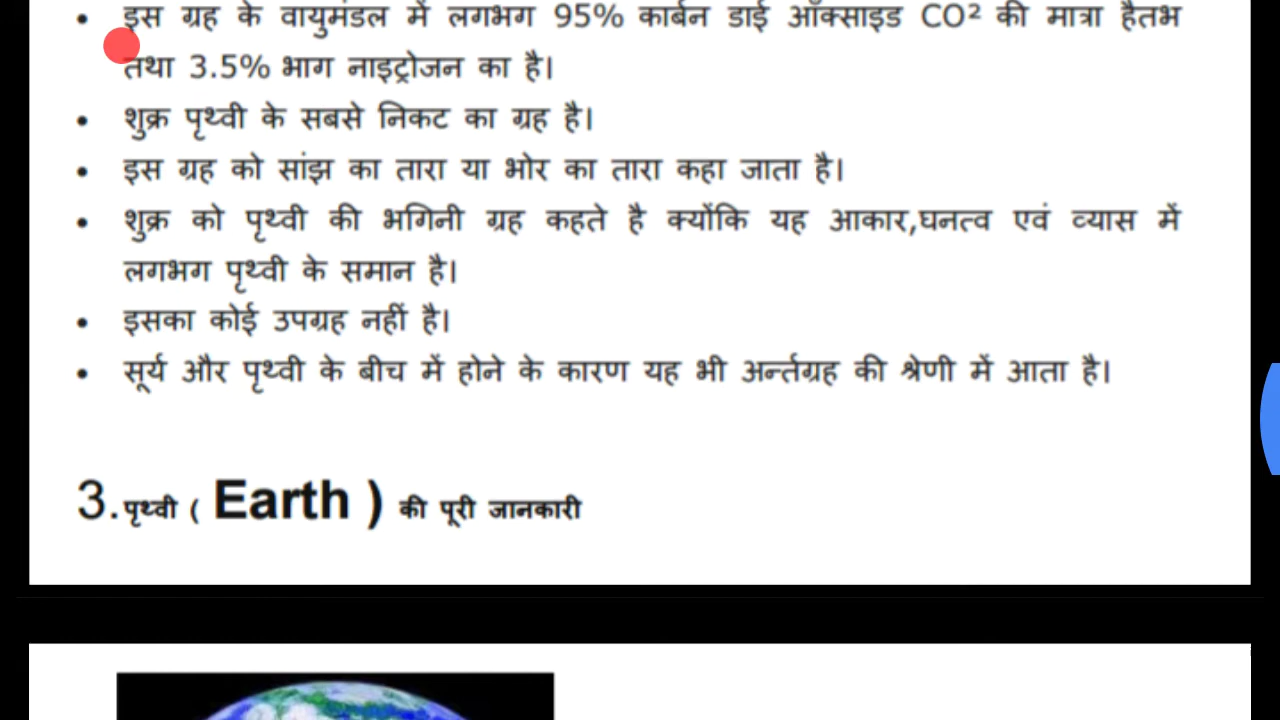 • इस ग्रह के वायुमंडल में लगभग 95% कार्बन डाई ऑक्साइड CO² की मात्रा हैतभ
तथा 3.5% भाग नाइट्रोजन का है।
• शुक्र पृथ्वी के सबसे निकट का ग्रह है।
• इस ग्रह को सांझ का तारा या भोर का तारा कहा जाता है।
• शुक्र को पृथ्वी की भगिनी ग्रह कहते है क्योंकि यह आकार,घनत्व एवं व्यास में
लगभग पृथ्वी के समान है।
• इसका कोई उपग्रह नहीं है।
• सूर्य और पृथ्वी के बीच में होने के कारण यह भी अर्न्तग्रह की श्रेणी में आता है।
3.पृथ्वी ( Earth ) की पूरी जानकारी